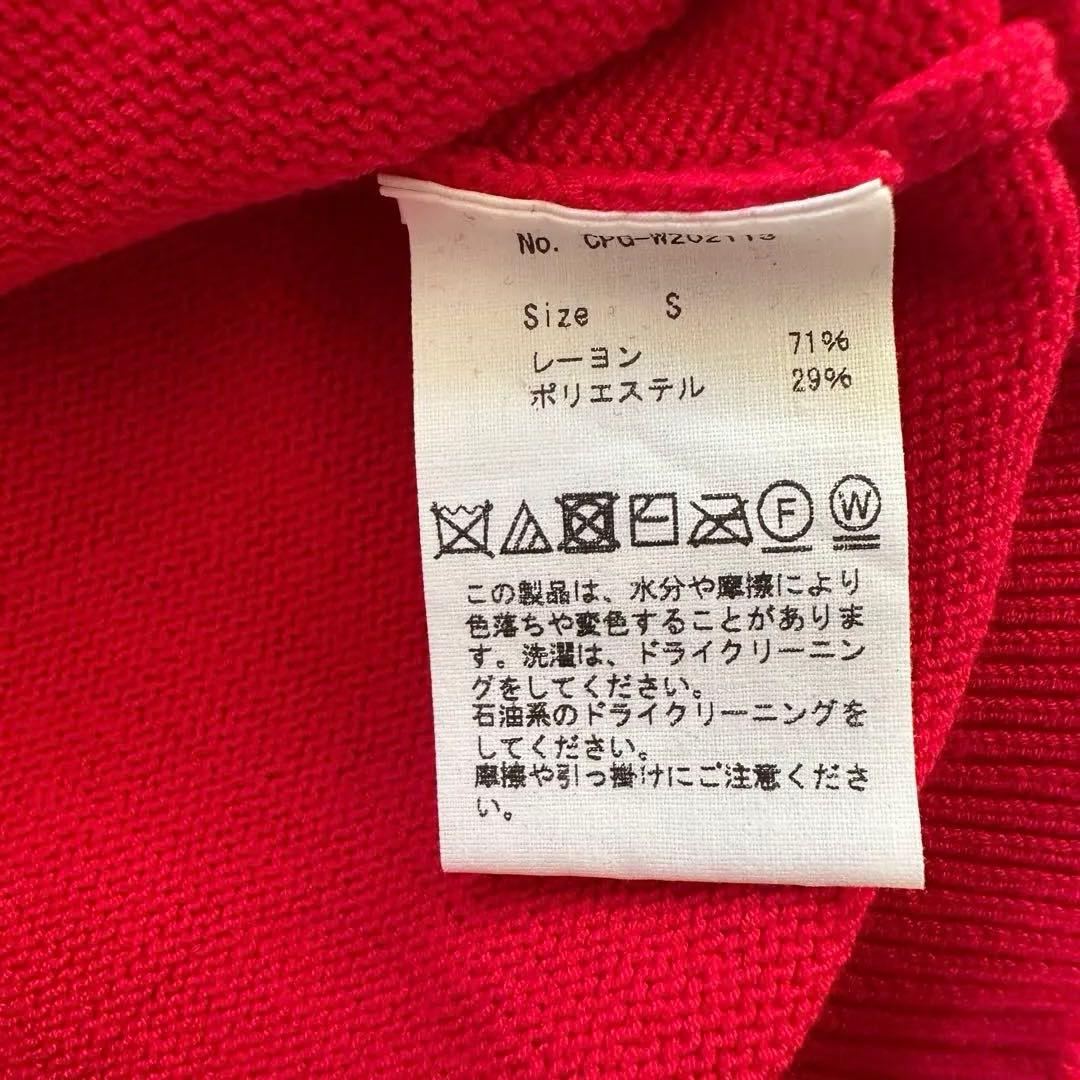 No.
Size S
レーヨン 71%
ポリエステル 29%
F W
この製品は、水分や摩擦により
色落ちや変色することがありま
す。洗濯は、ドライクリーニン
グをしてください。
石油系のドライクリーニングを
してください。
摩擦や引っ掛けにご注意くださ
い。